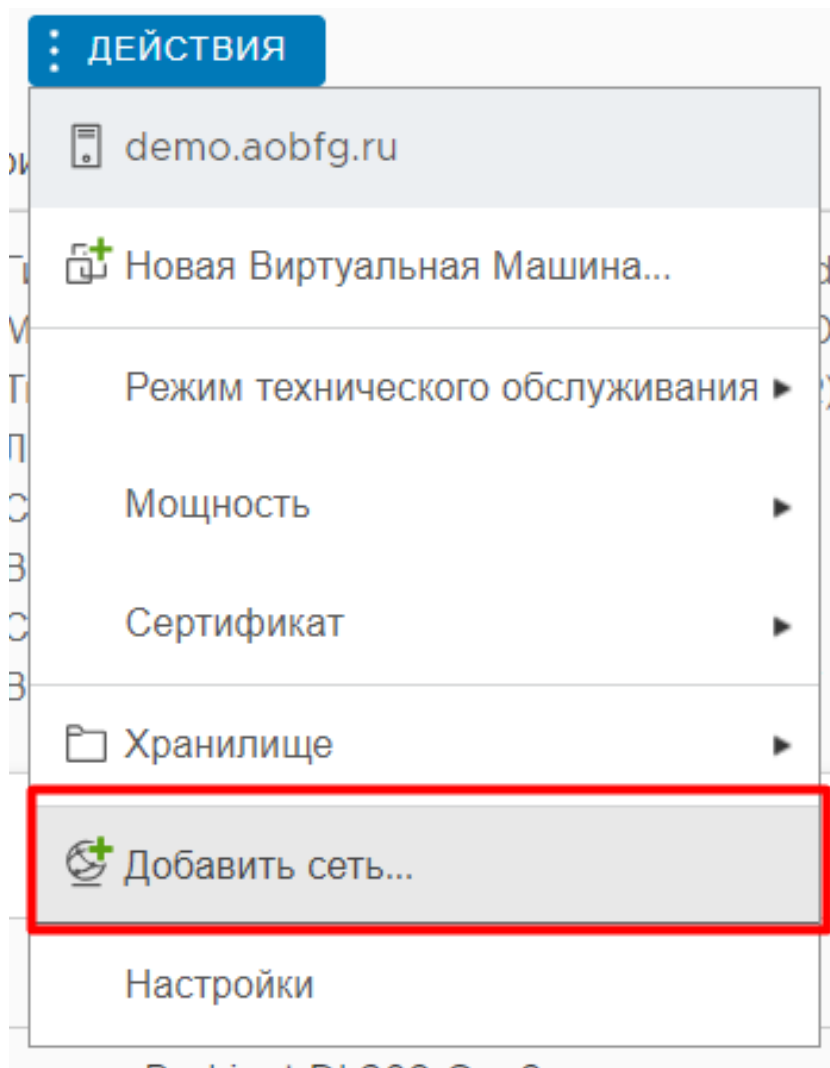 ДЕЙСТВИЯ
demo.aobfg.ru
Новая Виртуальная Машина...
Режим технического обслуживания
Мощность
Сертификат
Хранилище
Добавить сеть...
Настройки